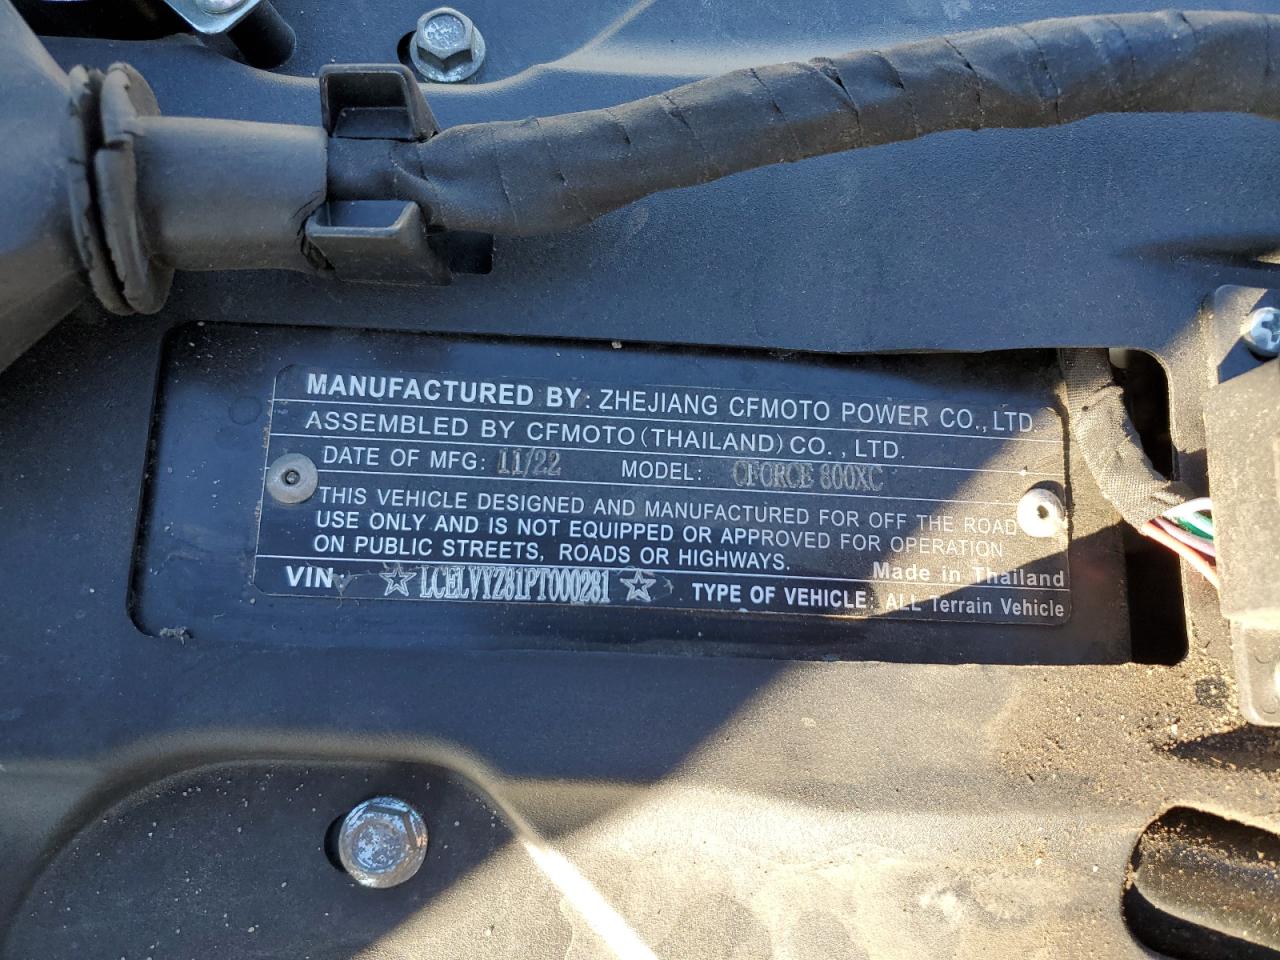 MANUFACTURED BY: ZHEJIANG CFMOTO POWER CO., LTD.
ASSEMBLED BY CFMOTO (THAILAND) CO., LTD.
DATE OF MFG: 11/22 MODEL: CFORCE 800XC
THIS VEHICLE DESIGNED AND MANUFACTURED FOR OFF THE ROAD
USE ONLY AND IS NOT EQUIPPED OR APPROVED FOR OPERATION
ON PUBLIC STREETS, ROADS OR HIGHWAYS.
Made in Thailand
VIN: ☆LCELVYZ81PT000281☆ TYPE OF VEHICLE: ALL Terrain Vehicle